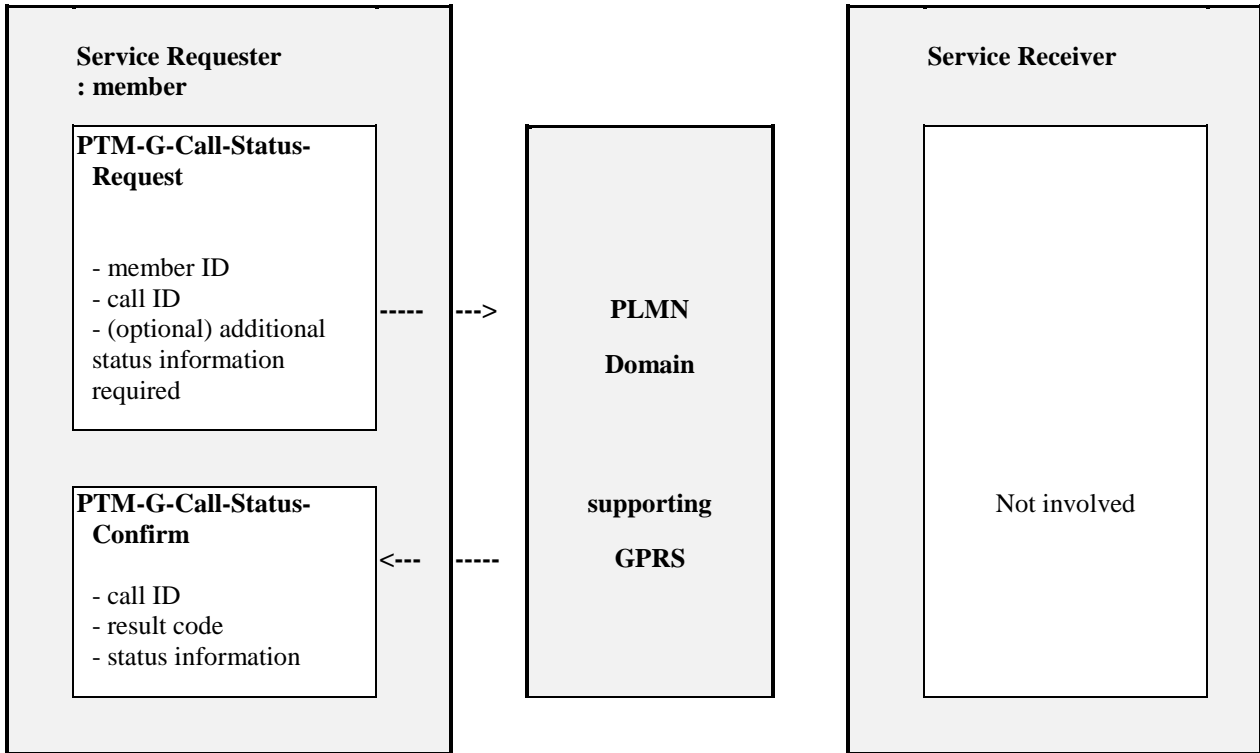 Service Requester
: member
PTM-G-Call-Status-
Request
- member ID
- call ID
- (optional) additional
status information
required
----- --->
PTM-G-Call-Status-
Confirm
- call ID
- result code
- status information
<--- -----
PLMN
Domain
supporting
GPRS
Service Receiver
Not involved